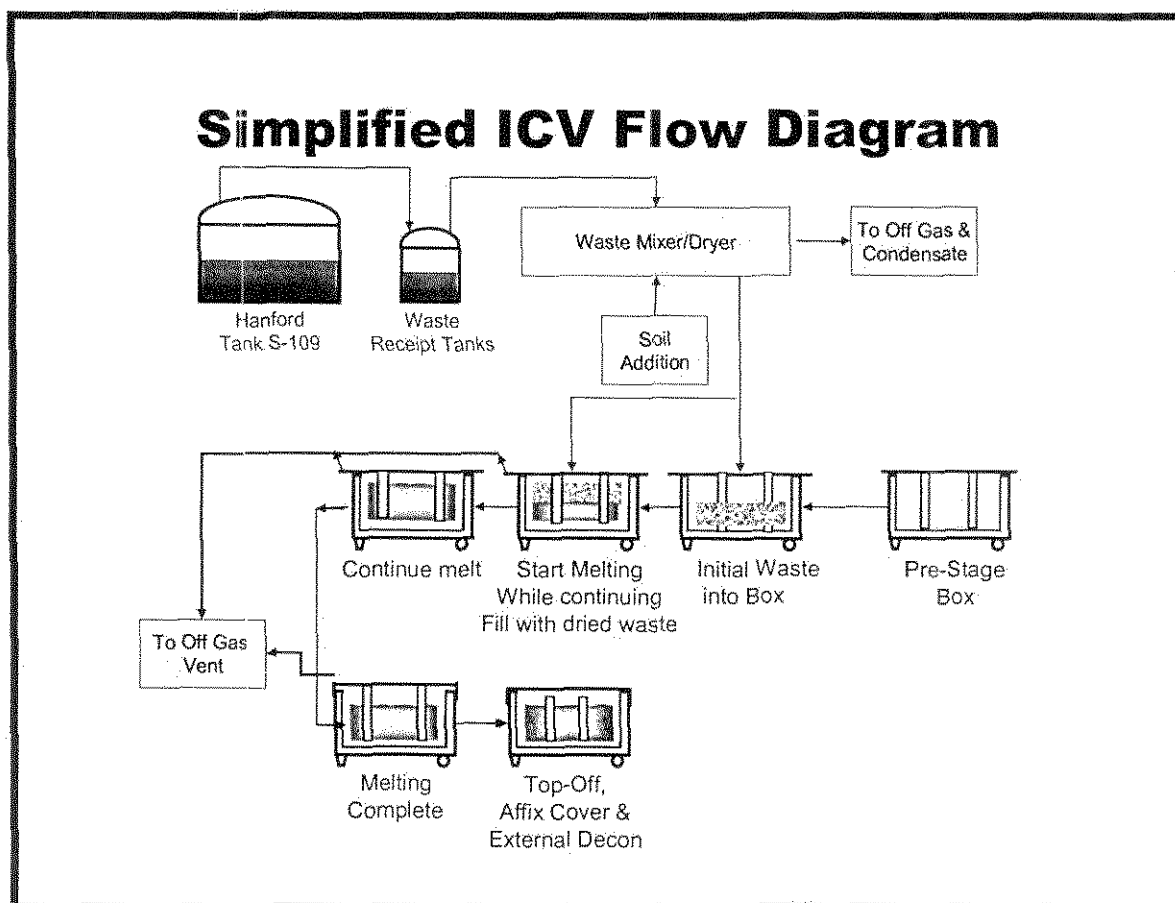 Simplified ICV Flow Diagram
Hanford
Tank S-109
Waste
Receipt Tanks
Waste Mixer/Dryer
To Off Gas &
Condensate
Soil
Addition
Continue melt
Start Melting
While continuing
Fill with dried waste
Initial Waste
into Box
Pre-Stage
Box
To Off Gas
Vent
Melting
Complete
Top-Off,
Affix Cover &
External Decon